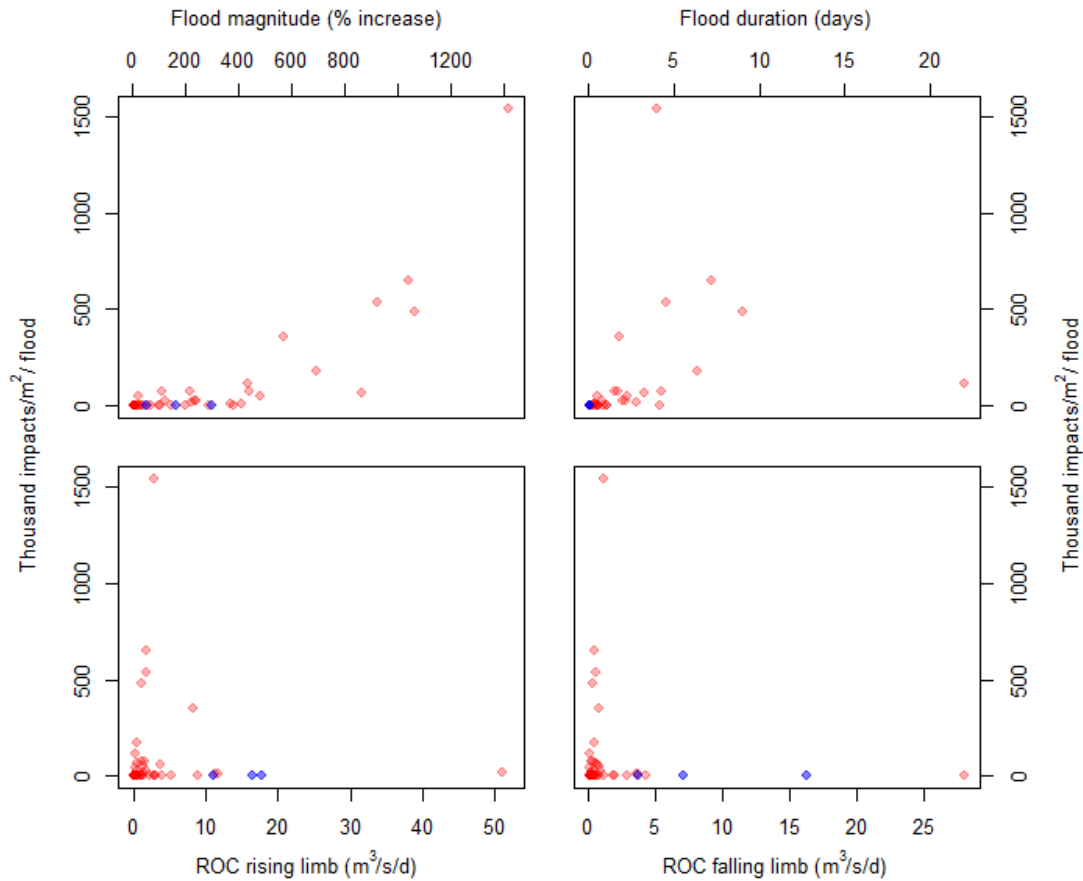 Flood magnitude (% increase) Flood duration (days)
0 200 400 600 800 1200 0 5 10 15 20
1500 1500
1000 1000
500 500
0 0
Thousand impacts/m²/ flood Thousand impacts/m²/ flood
1500 1500
1000 1000
500 500
0 0
0 10 20 30 40 50 0 5 10 15 20 25
ROC rising limb (m³/s/d) ROC falling limb (m³/s/d)